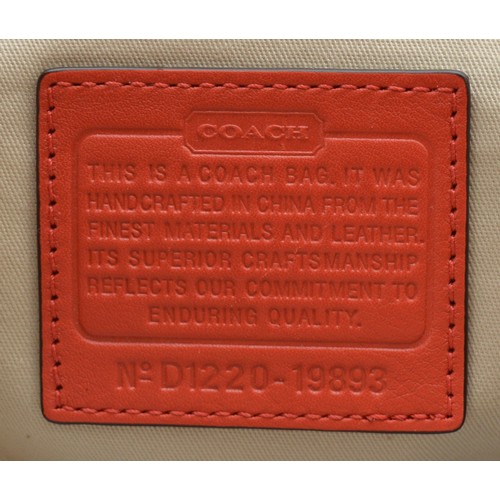 COACH
THIS IS A COACH BAG. IT WAS
HANDCRAFTED IN CHINA FROM THE
FINEST MATERIALS AND LEATHER.
ITS SUPERIOR CRAFTSMANSHIP
REFLECTS OUR COMMITMENT TO
ENDURING QUALITY.
Nº D1220-19893